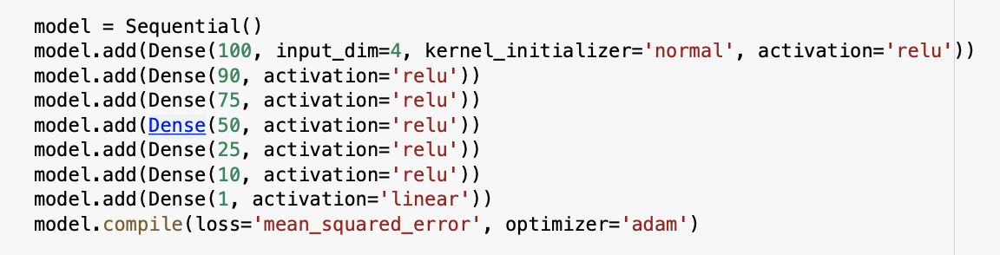 model = Sequential()
model.add(Dense(100, input_dim=4, kernel_initializer='normal', activation='relu'))
model.add(Dense(90, activation='relu'))
model.add(Dense(75, activation='relu'))
model.add(Dense(50, activation='relu'))
model.add(Dense(25, activation='relu'))
model.add(Dense(10, activation='relu'))
model.add(Dense(1, activation='linear'))
model.compile(loss='mean_squared_error', optimizer='adam')